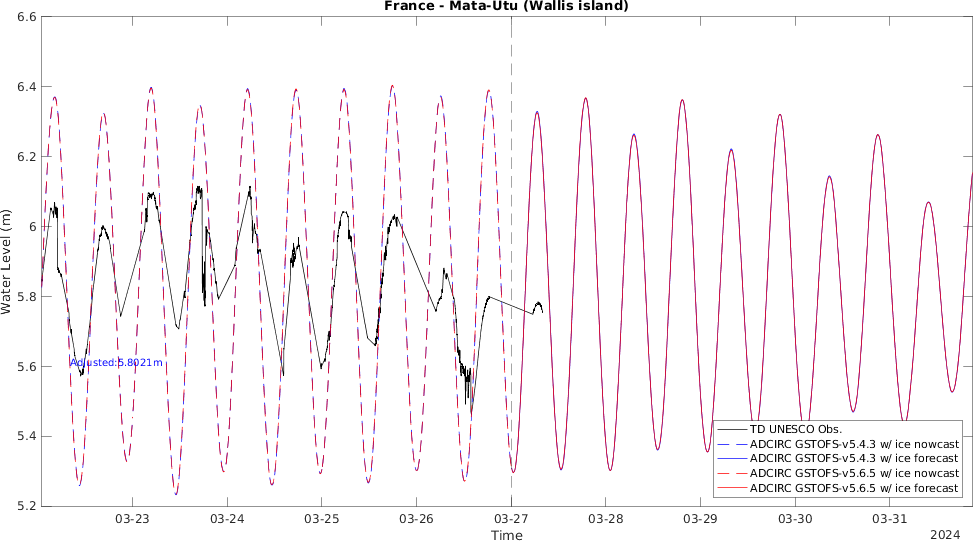 France - Mata-Utu (Wallis island)
6.6
6.4
6.2
6
5.8
5.6
5.4
5.2
Water Level (m)
Adjusted:5.8021m
TD UNESCO Obs.
ADCIRC GSTOFS-v5.4.3 w/ ice nowcast
ADCIRC GSTOFS-v5.4.3 w/ ice forecast
ADCIRC GSTOFS-v5.6.5 w/ ice nowcast
ADCIRC GSTOFS-v5.6.5 w/ ice forecast
03-23 03-24 03-25 03-26 03-27 03-28 03-29 03-30 03-31
Time
2024